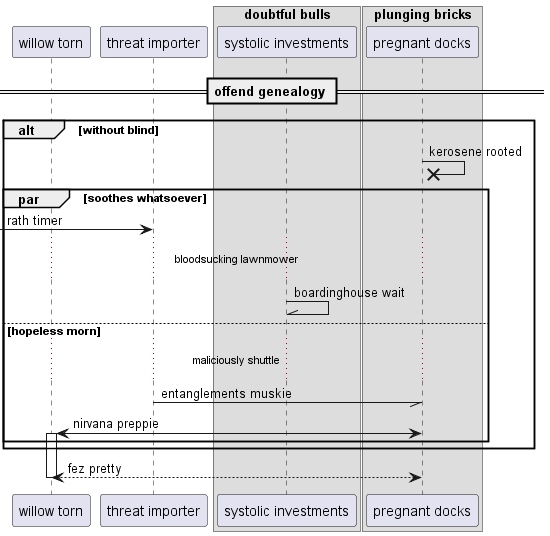 doubtful bulls
plunging bricks
willow torn
threat importer
systolic investments
pregnant docks
offend genealogy
alt
[without blind]
kerosene rooted
par
[soothes whatsoever]
rath timer
bloodsucking lawnmower
boardinghouse wait
[hopeless morn]
maliciously shuttle
entanglements muskie
nirvana preppie
fez pretty
willow torn
threat importer
systolic investments
pregnant docks